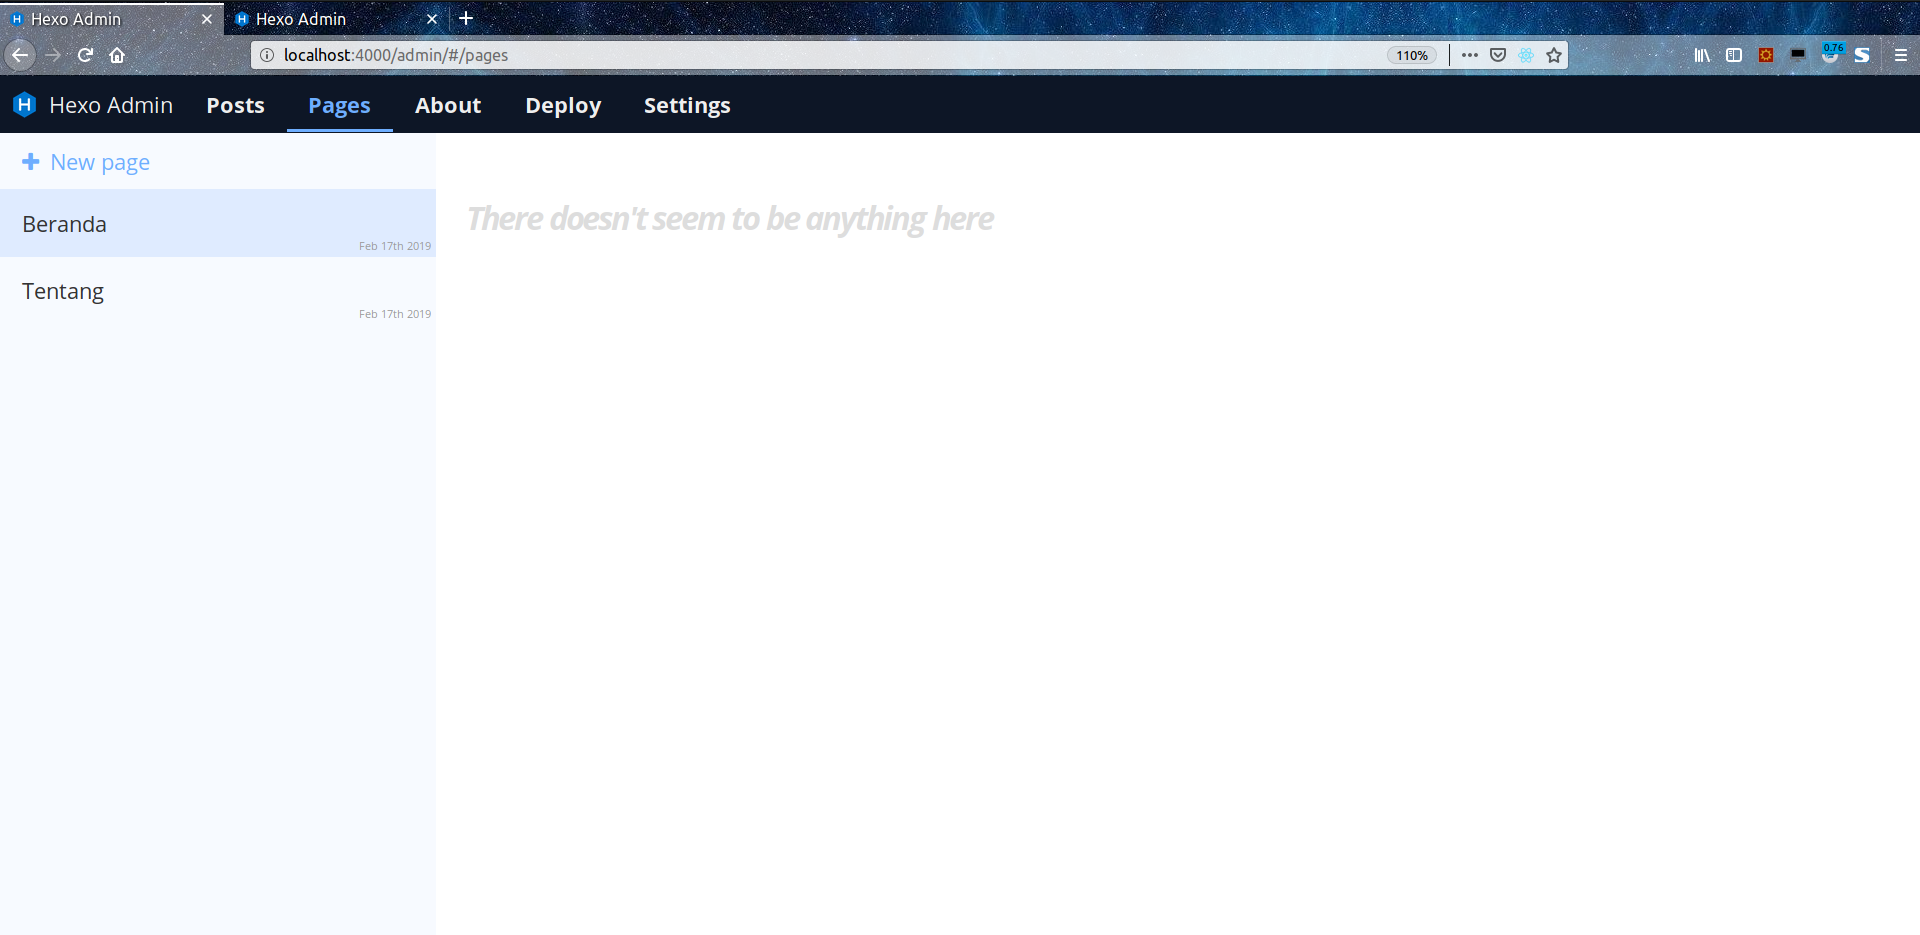 Hexo Admin
Hexo Admin
localhost:4000/admin/#/pages
110%
0.76
H Hexo Admin Posts Pages About Deploy Settings
New page
Beranda
Feb 17th 2019
Tentang
Feb 17th 2019
There doesn't seem to be anything here